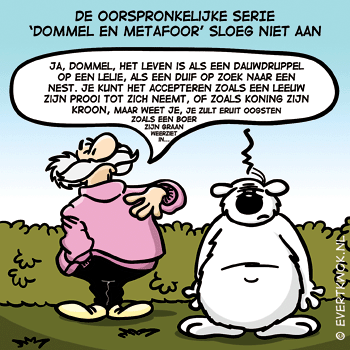 DE OORSPRONKELIJKE SERIE
'DOMMEL EN METAFOOR' SLOEG NIET AAN
JA, DOMMEL, HET LEVEN IS ALS EEN DAUWDRUPPEL
OP EEN LELIE, ALS EEN DUIF OP ZOEK NAAR EEN
NEST. JE KUNT HET ACCEPTEREN ZOALS EEN LEEUW
ZIJN PROOI TOT ZICH NEEMT, OF ZOALS KONING ZIJN
KROON, MAAR WEET JE, JE ZULT ERUIT OOGSTEN
ZOALS EEN BOER
ZIJN GRAAN
WEERZIET
IN...
© EVERTKWOK.NL